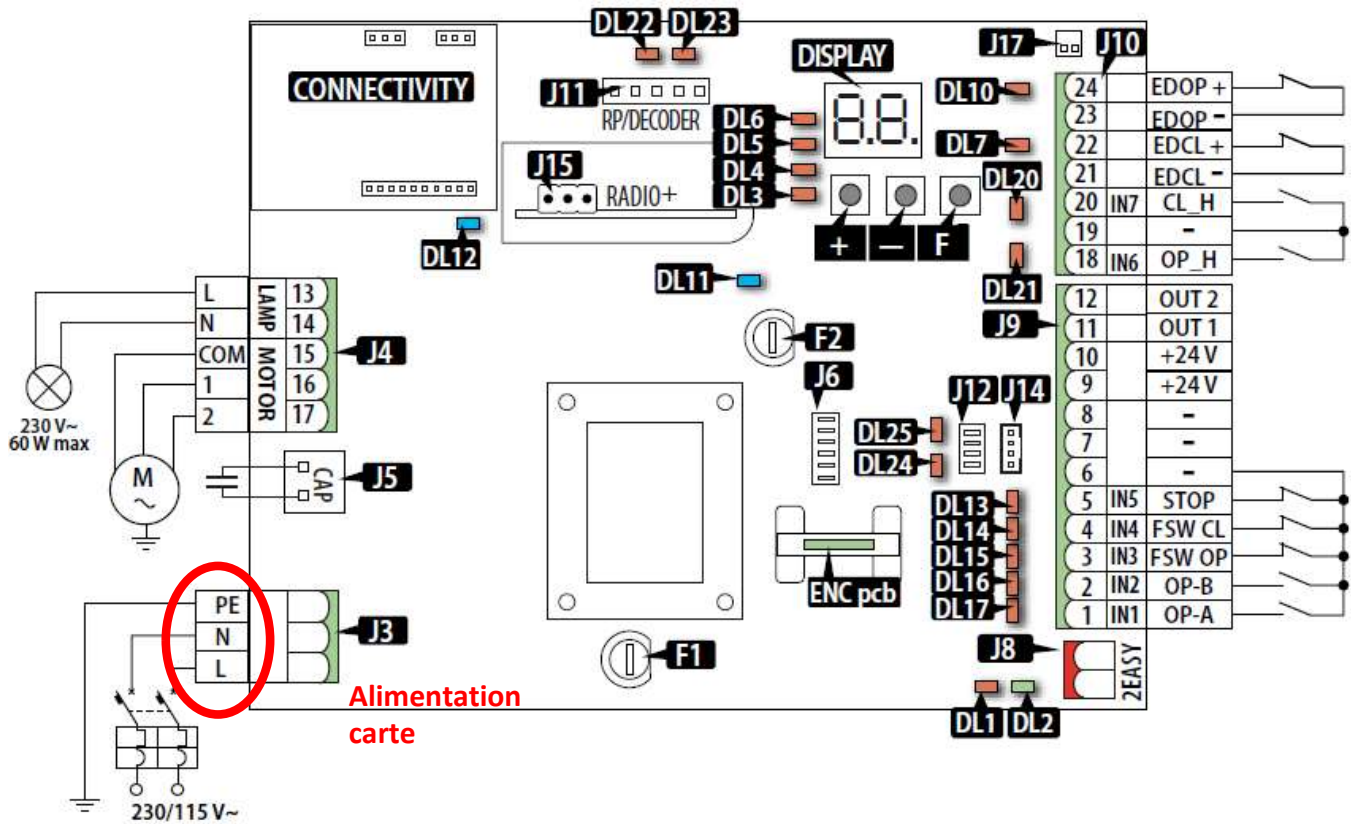 DL22 DL23
J17 J10
DISPLAY
CONNECTIVITY
J11
RP/DECODER
DL6
DL5
DL4
DL3
8.8.
DL10
DL7
J15
RADIO+
DL20
+ — F
DL12
DL11
DL21
24 EDOP +
23 EDOP -
22 EDCL +
21 EDCL -
20 IN7 CL_H
19 -
18 IN6 OP_H
L LAMP 13
N 14
COM MOTOR 15
1 16
2 17
J4
230 V~
60 W max
M
~
CAP
J5
F2
J6
J9
12 OUT 2
11 OUT 1
10 +24 V
9 +24 V
8 -
7 -
6 -
5 IN5 STOP
4 IN4 FSW CL
3 IN3 FSW OP
2 IN2 OP-B
1 IN1 OP-A
J12 J14
DL25
DL24
DL13
DL14
DL15
DL16
DL17
ENC pcb
PE
N
L
J3
F1
Alimentation
carte
J8
2EASY
DL1 DL2
230/115 V~